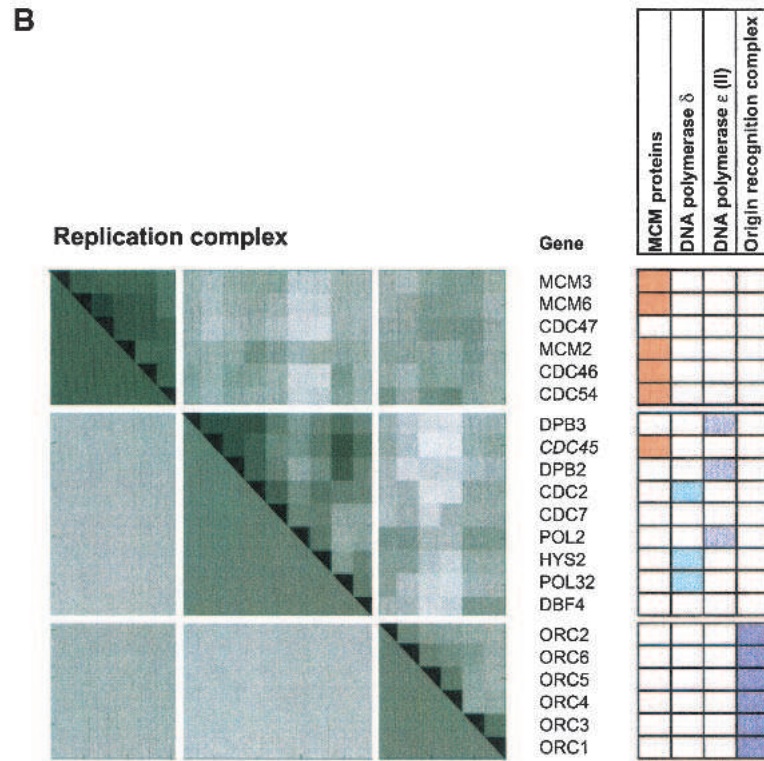 B
MCM proteins
DNA polymerase δ
DNA polymerase ε (II)
Origin recognition complex
Replication complex
Gene
MCM3
MCM6
CDC47
MCM2
CDC46
CDC54
DPB3
CDC45
DPB2
CDC2
CDC7
POL2
HYS2
POL32
DBF4
ORC2
ORC6
ORC5
ORC4
ORC3
ORC1